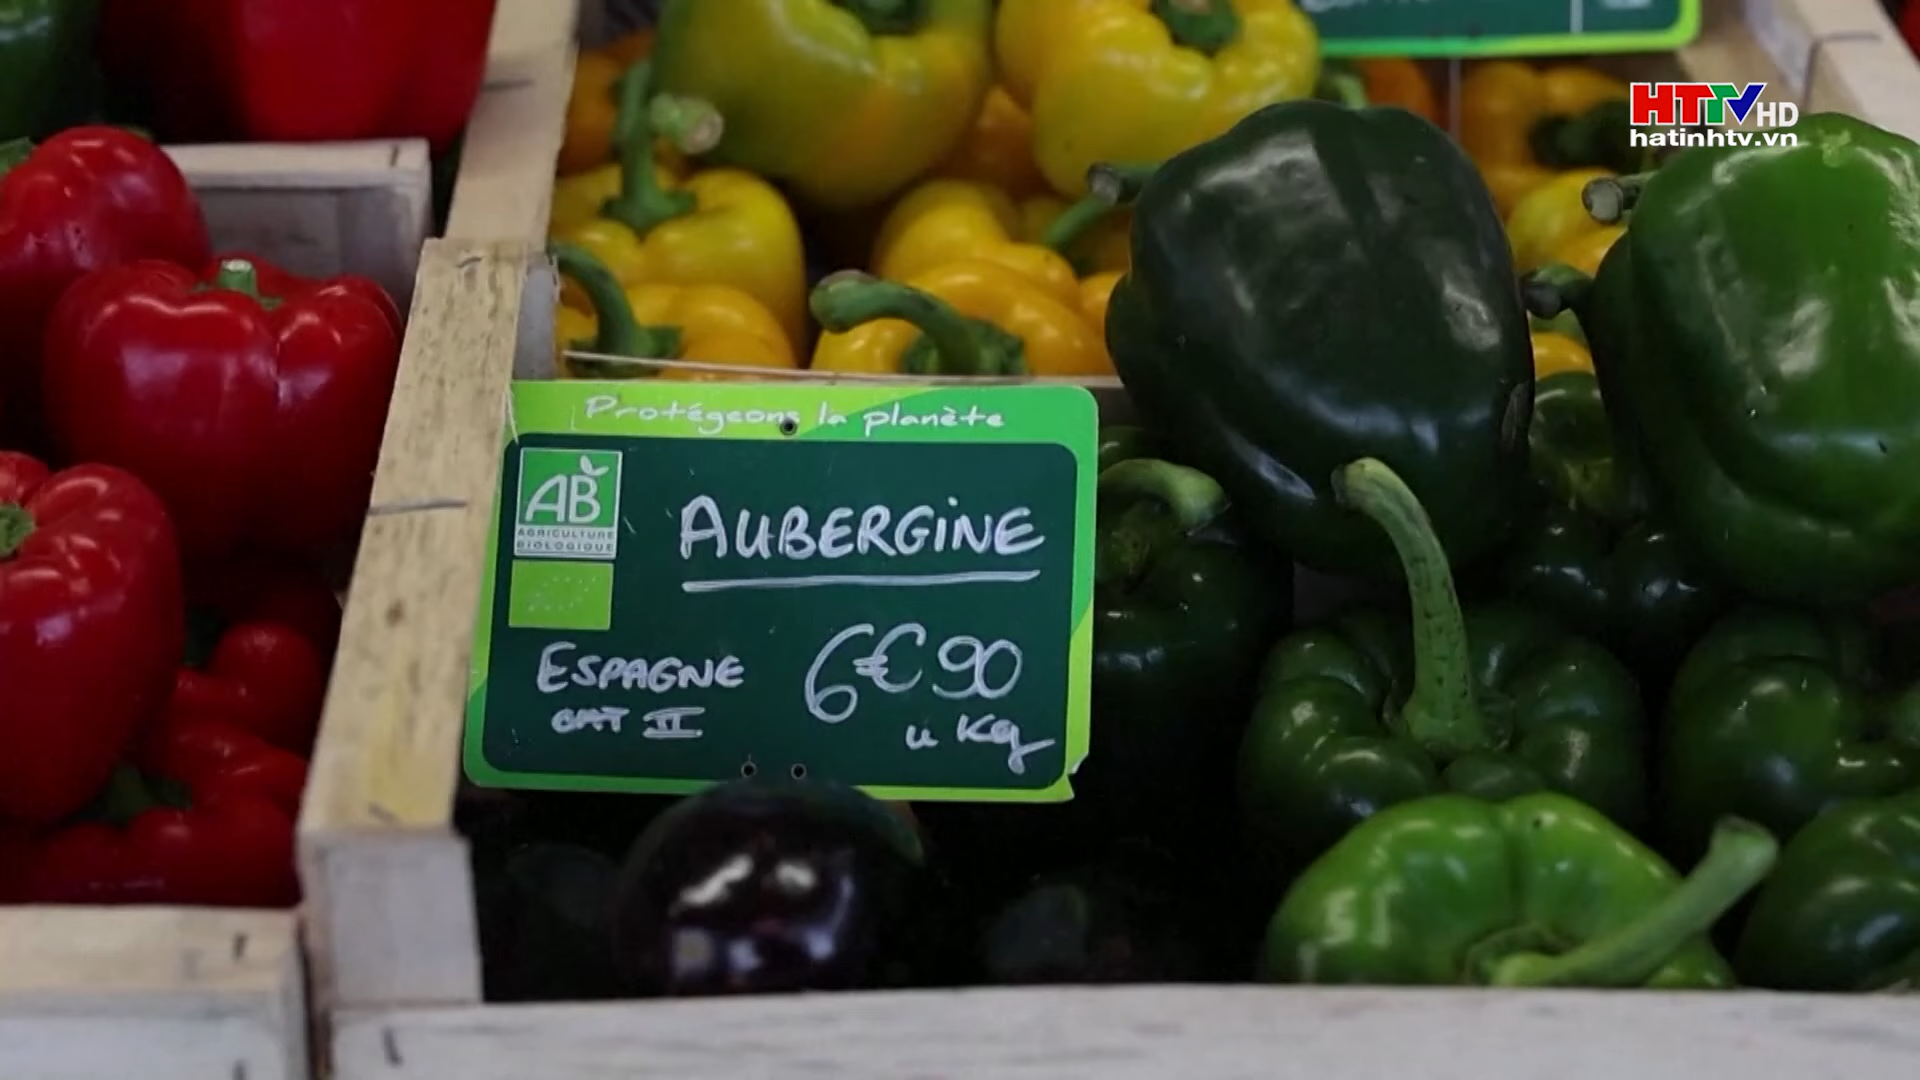 HTTV HD
hatinhtv.vn
Protégeons la planète
AB
AGRICULTURE
BIOLOGIQUE
AUBERGINE
ESPAGNE
CAT II
6€90
u Kg